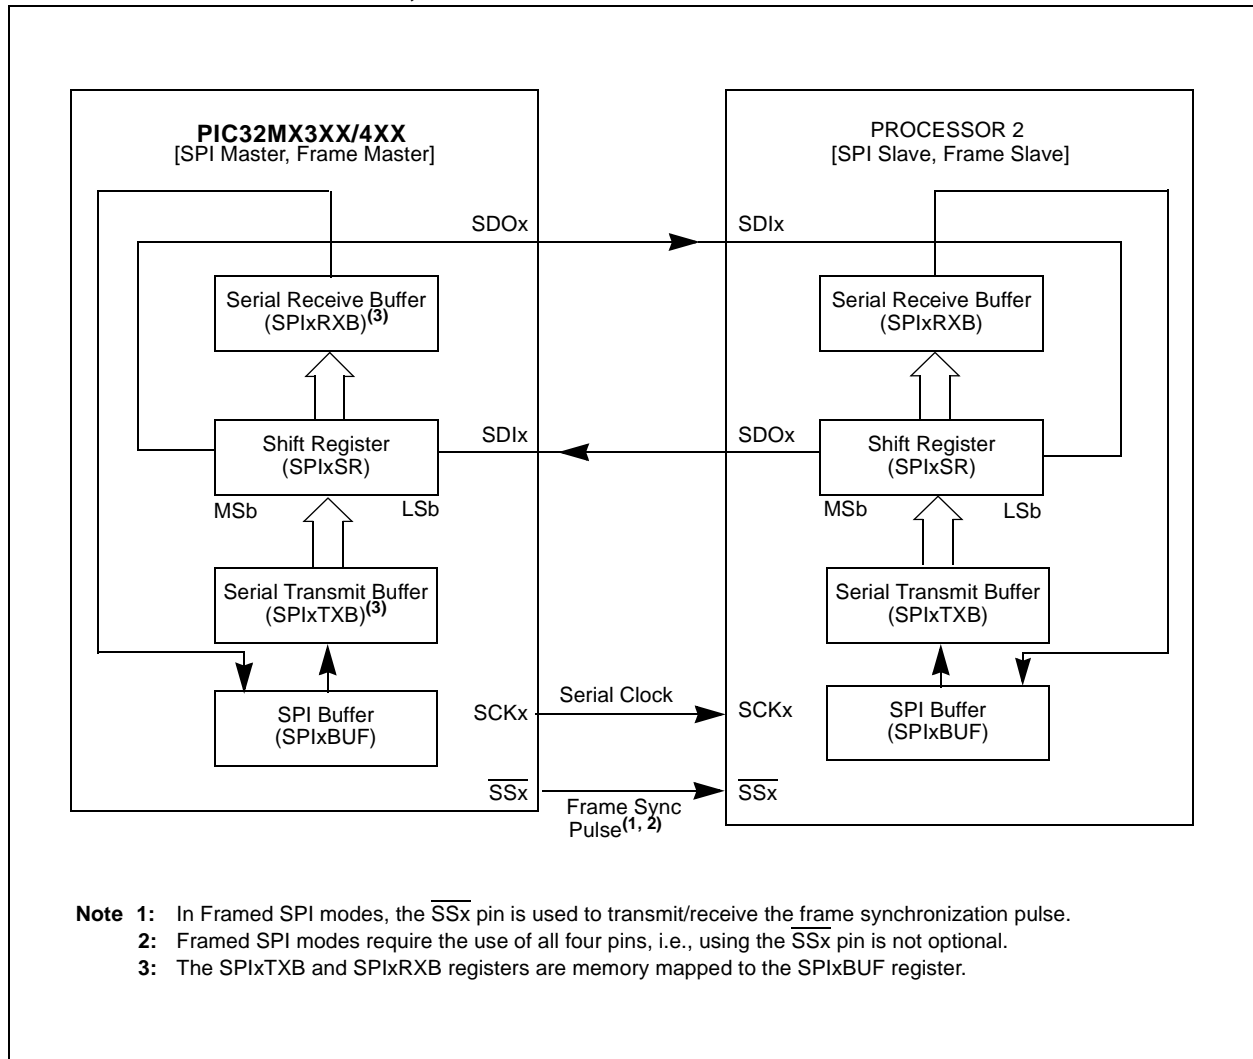 PIC32MX3XX/4XX
[SPI Master, Frame Master]
SDOx
Serial Receive Buffer
(SPIxRXB)(3)
Shift Register
(SPIxSR)
SDIx
MSb
LSb
Serial Transmit Buffer
(SPIxTXB)(3)
SPI Buffer
(SPIxBUF)
SCKx
SSx
Serial Clock
Frame Sync
Pulse(1, 2)
PROCESSOR 2
[SPI Slave, Frame Slave]
SDIx
Serial Receive Buffer
(SPIxRXB)
SDOx
Shift Register
(SPIxSR)
MSb
LSb
Serial Transmit Buffer
(SPIxTXB)
SPI Buffer
(SPIxBUF)
SCKx
SSx
Note 1: In Framed SPI modes, the SSx pin is used to transmit/receive the frame synchronization pulse.
2: Framed SPI modes require the use of all four pins, i.e., using the SSx pin is not optional.
3: The SPIxTXB and SPIxRXB registers are memory mapped to the SPIxBUF register.